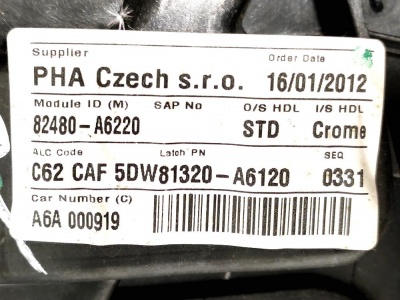 Supplier Order Date
PHA Czech s.r.o. 16/01/2012
Module ID (M) SAP No O/S HDL I/S HDL
82480-A6220 STD Crome
ALC Code Latch PN SEQ
C62 CAF 5DW81320-A6120 0331
Car Number (C)
A6A 000919